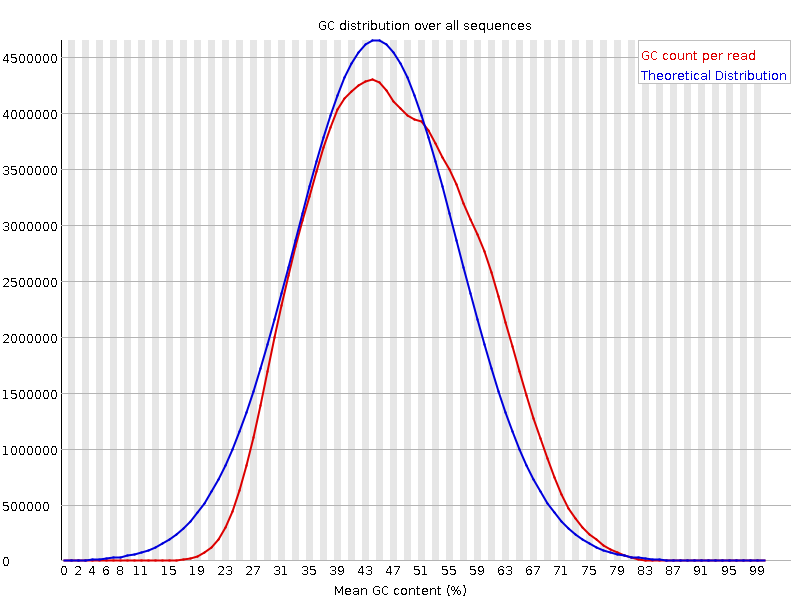 GC distribution over all sequences
GC count per read
Theoretical Distribution
4500000
4000000
3500000
3000000
2500000
2000000
1500000
1000000
500000
0
0 2 4 6 8 11 15 19 23 27 31 35 39 43 47 51 55 59 63 67 71 75 79 83 87 91 95 99
Mean GC content (%)